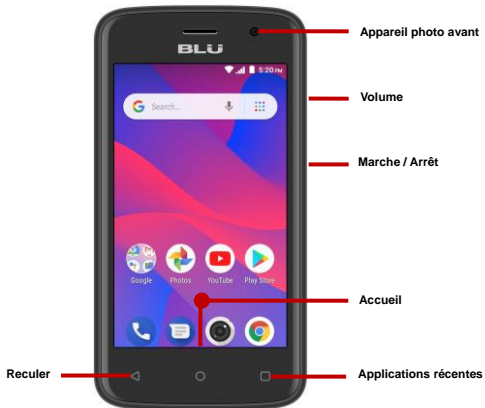 Appareil photo avant
BLU
5:20 PM
Search...
Volume
Marche / Arrêt
Google
Photos
YouTube
Play Store
Accueil
Reculer
Applications récentes